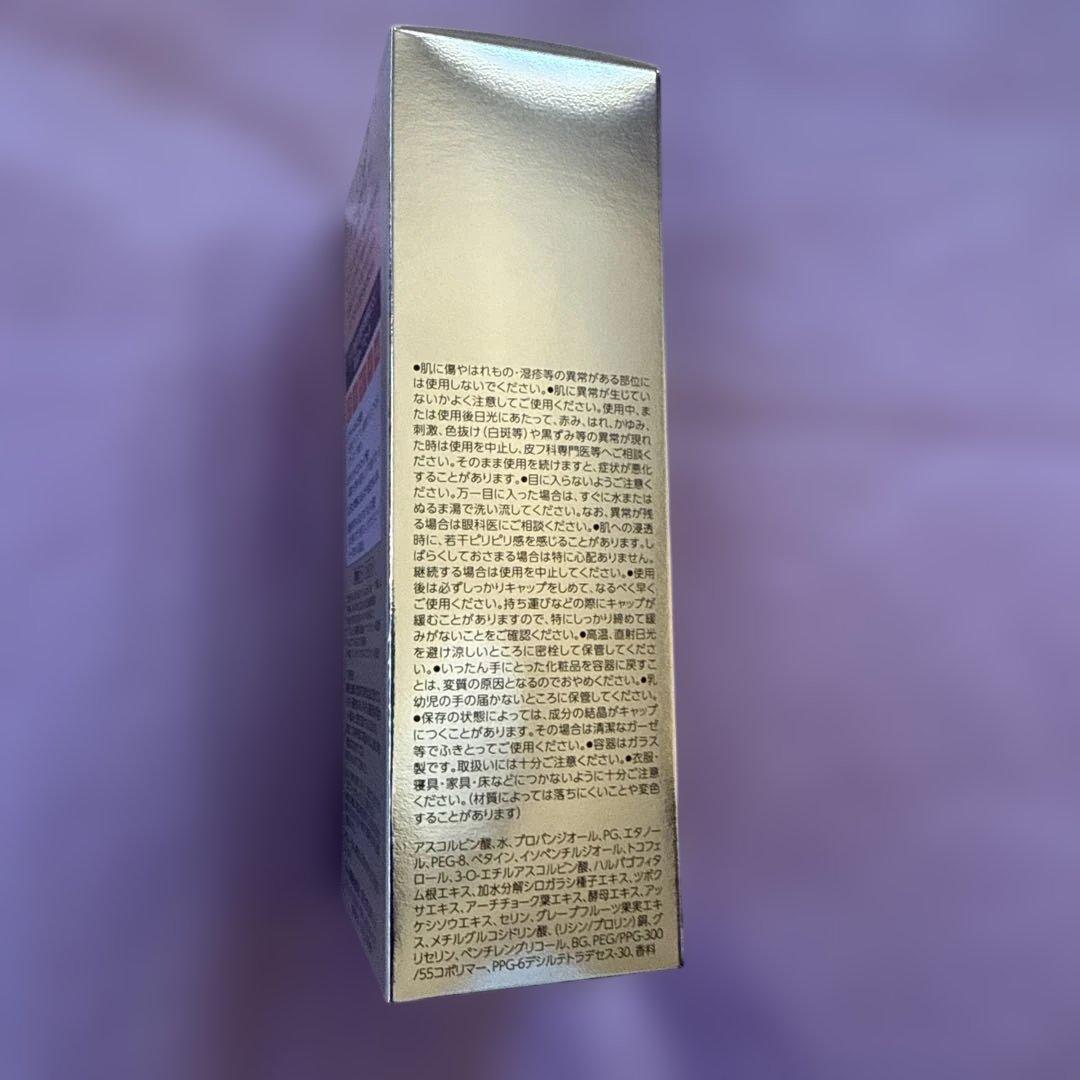 ●肌に傷やはれもの・湿疹等の異常がある部位に
は使用しないでください。●肌に異常が生じてい
ないかよく注意してご使用ください。使用中、ま
たは使用後日光にあたって、赤み、はれ、かゆみ、
刺激、色抜け(白斑等)や黒ずみ等の異常が現れ
た時は使用を中止し、皮フ科専門医等へご相談く
ださい。そのまま使用を続けますと、症状が悪化
することがあります。●目に入らないようご注意く
ださい。万一目に入った場合は、すぐに水または
ぬるま湯で洗い流してください。なお、異常が残
る場合は眼科医にご相談ください。●肌への浸透
時に、若干ピリピリ感を感じることがあります。し
ばらくしておさまる場合は特に心配ありません。
継続する場合は使用を中止してください。●使用
後は必ずしっかりキャップをしめて、なるべく早く
ご使用ください。持ち運びなどの際にキャップが
緩むことがありますので、特にしっかり締めて緩
みがないことをご確認ください。●高温、直射日光
を避け涼しいところに密栓して保管してくださ
い。●いったん手にとった化粧品を容器に戻すこ
とは、変質の原因となるのでおやめください。●乳
幼児の手の届かないところに保管してください。
●保存の状態によっては、成分の結晶がキャップ
につくことがあります。その場合は清潔なガーゼ
等でふきとってご使用ください。●容器はガラス
製です。取扱いには十分ご注意ください。●衣服・
寝具・家具・床などにつかないように十分ご注意
ください。(材質によっては落ちにくいことや変色
することがあります)
アスコルビン酸、水、プロパンジオール、PG、エタノー
ル、PEG-8、ベタイン、イソペンチルジオール、トコフェ
ロール、3-O-エチルアスコルビン酸、ハルパゴフィタ
ム根エキス、加水分解シロガラシ種子エキス、ツボク
サエキス、アーチチョーク葉エキス、酵母エキス、アッ
ケシソウエキス、セリン、グレープフルーツ果実エキ
ス、メチルグルコシドリン酸、(リシン/プロリン)銅、グ
リセリン、ペンチレングリコール、BG、PEG/PPG-300
/55コポリマー、PPG-6デシルテトラデセス-30、香料